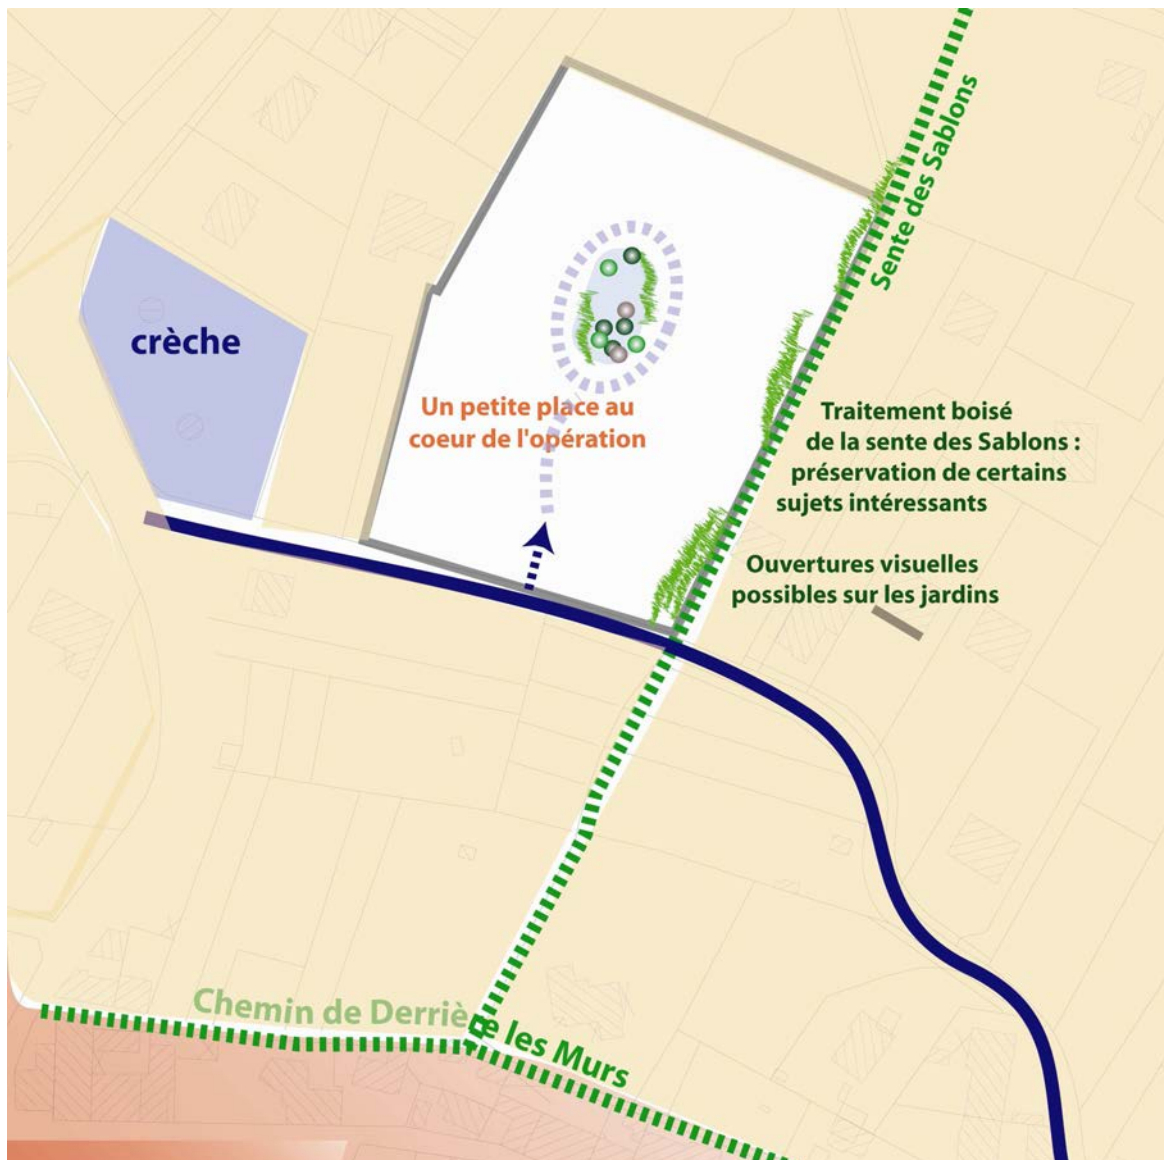 Sente des Sablons
crèche
Un petite place au
coeur de l'opération
Traitement boisé
de la sente des Sablons :
préservation de certains
sujets intéressants
Ouvertures visuelles
possibles sur les jardins
Chemin de Derrière les Murs